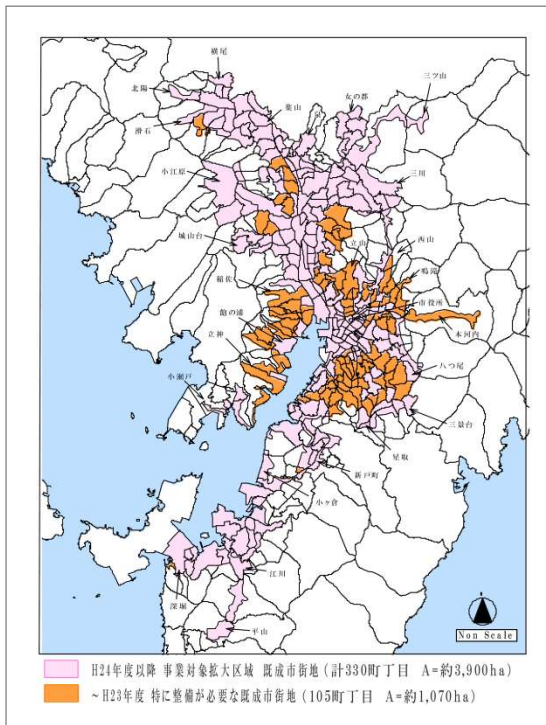 横尾
北陽
三ツ山
女の都
葉山
滑石
小江原
三川
城山台
西山
立山
鳴滝
稲佐
市役所
飽の浦
木河内
立神
八つ尾
小瀬戸
三景台
星取
新戸町
小ヶ倉
江川
深堀
平山
Non Scale
H24年度以降 事業対象拡大区域 既成市街地 (計330町丁目 A=約3,900ha)
~H23年度 特に整備が必要な既成市街地 (105町丁目 A=約1,070ha)